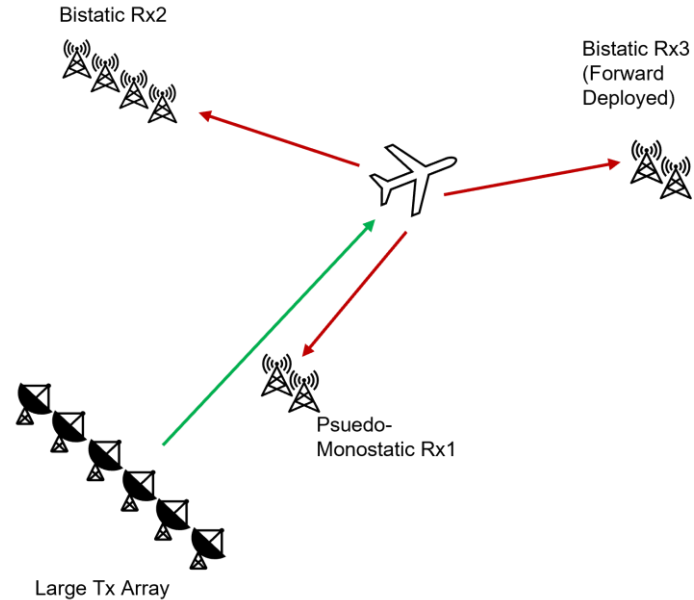 Bistatic Rx2
Bistatic Rx3
(Forward
Deployed)
Psuedo-
Monostatic Rx1
Large Tx Array